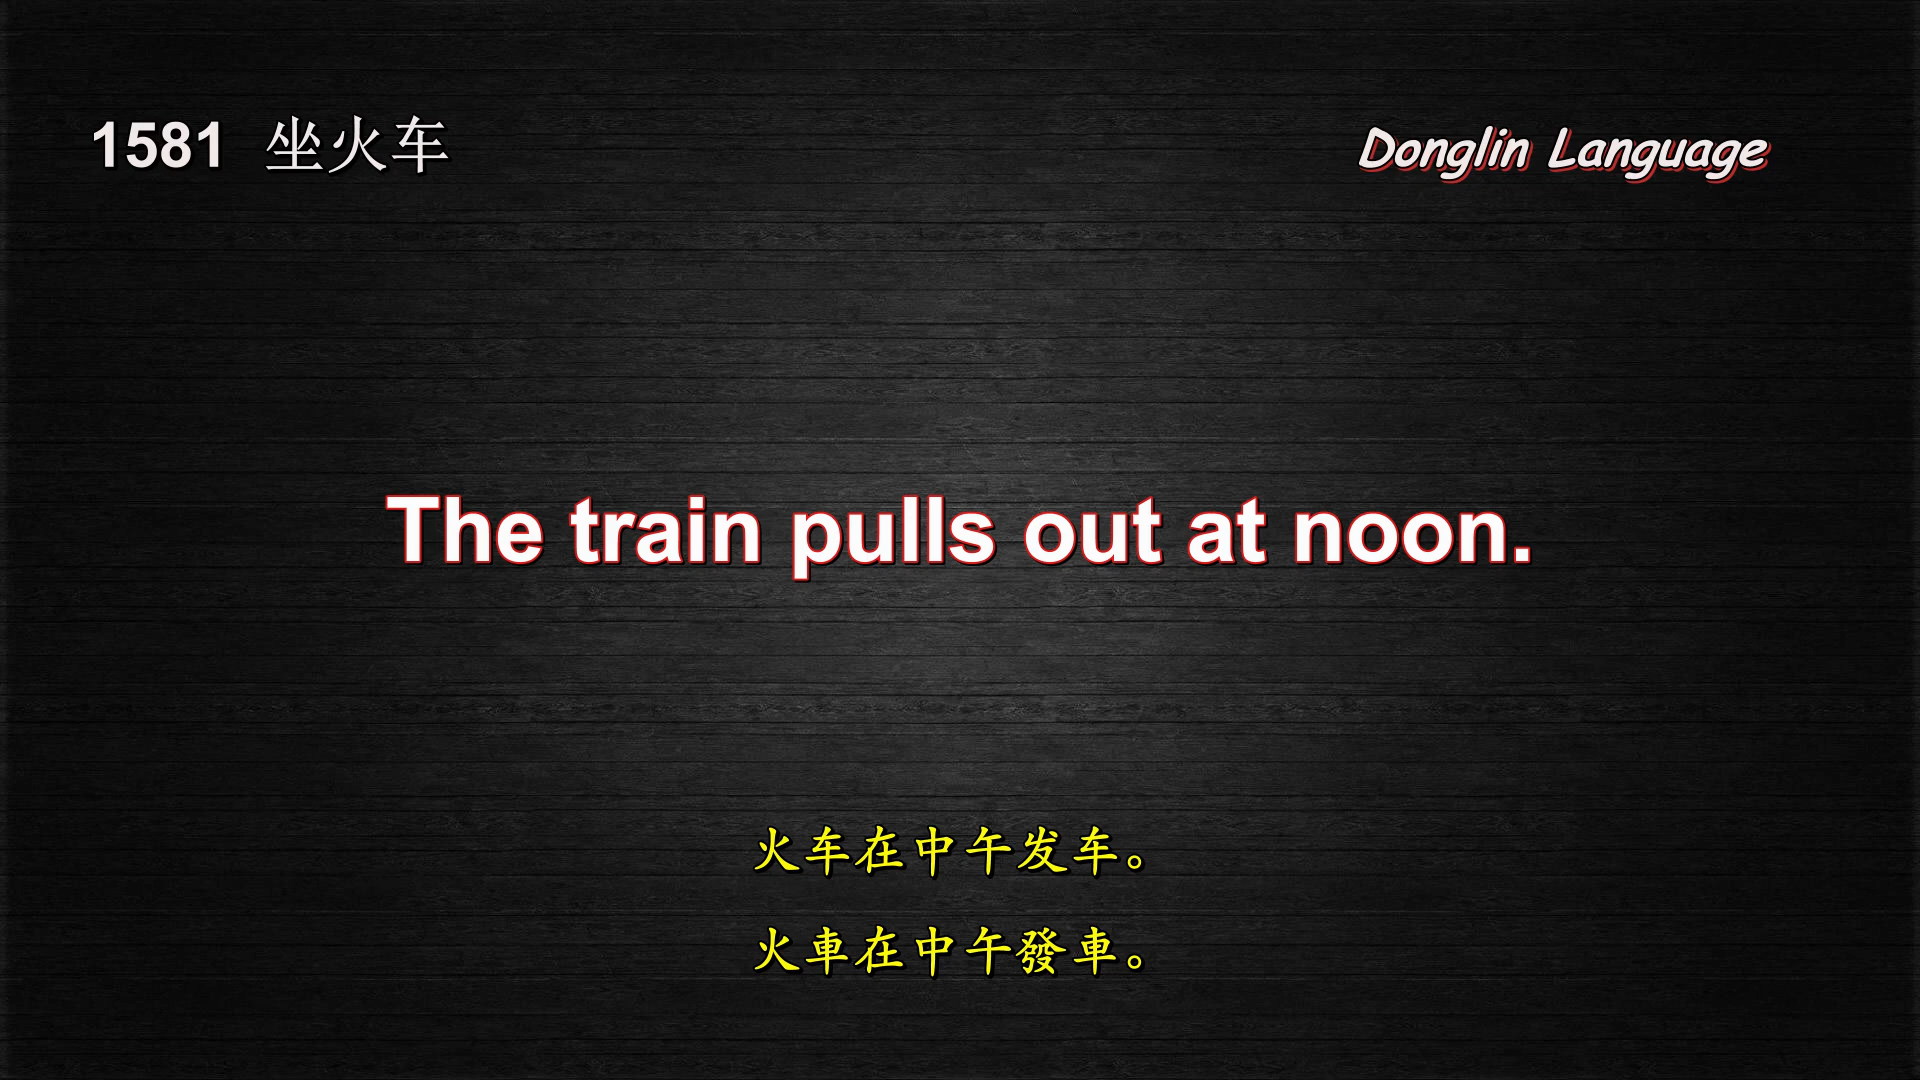 1581 坐火车
Donglin Language
The train pulls out at noon.
火车在中午发车。
火車在中午發車。